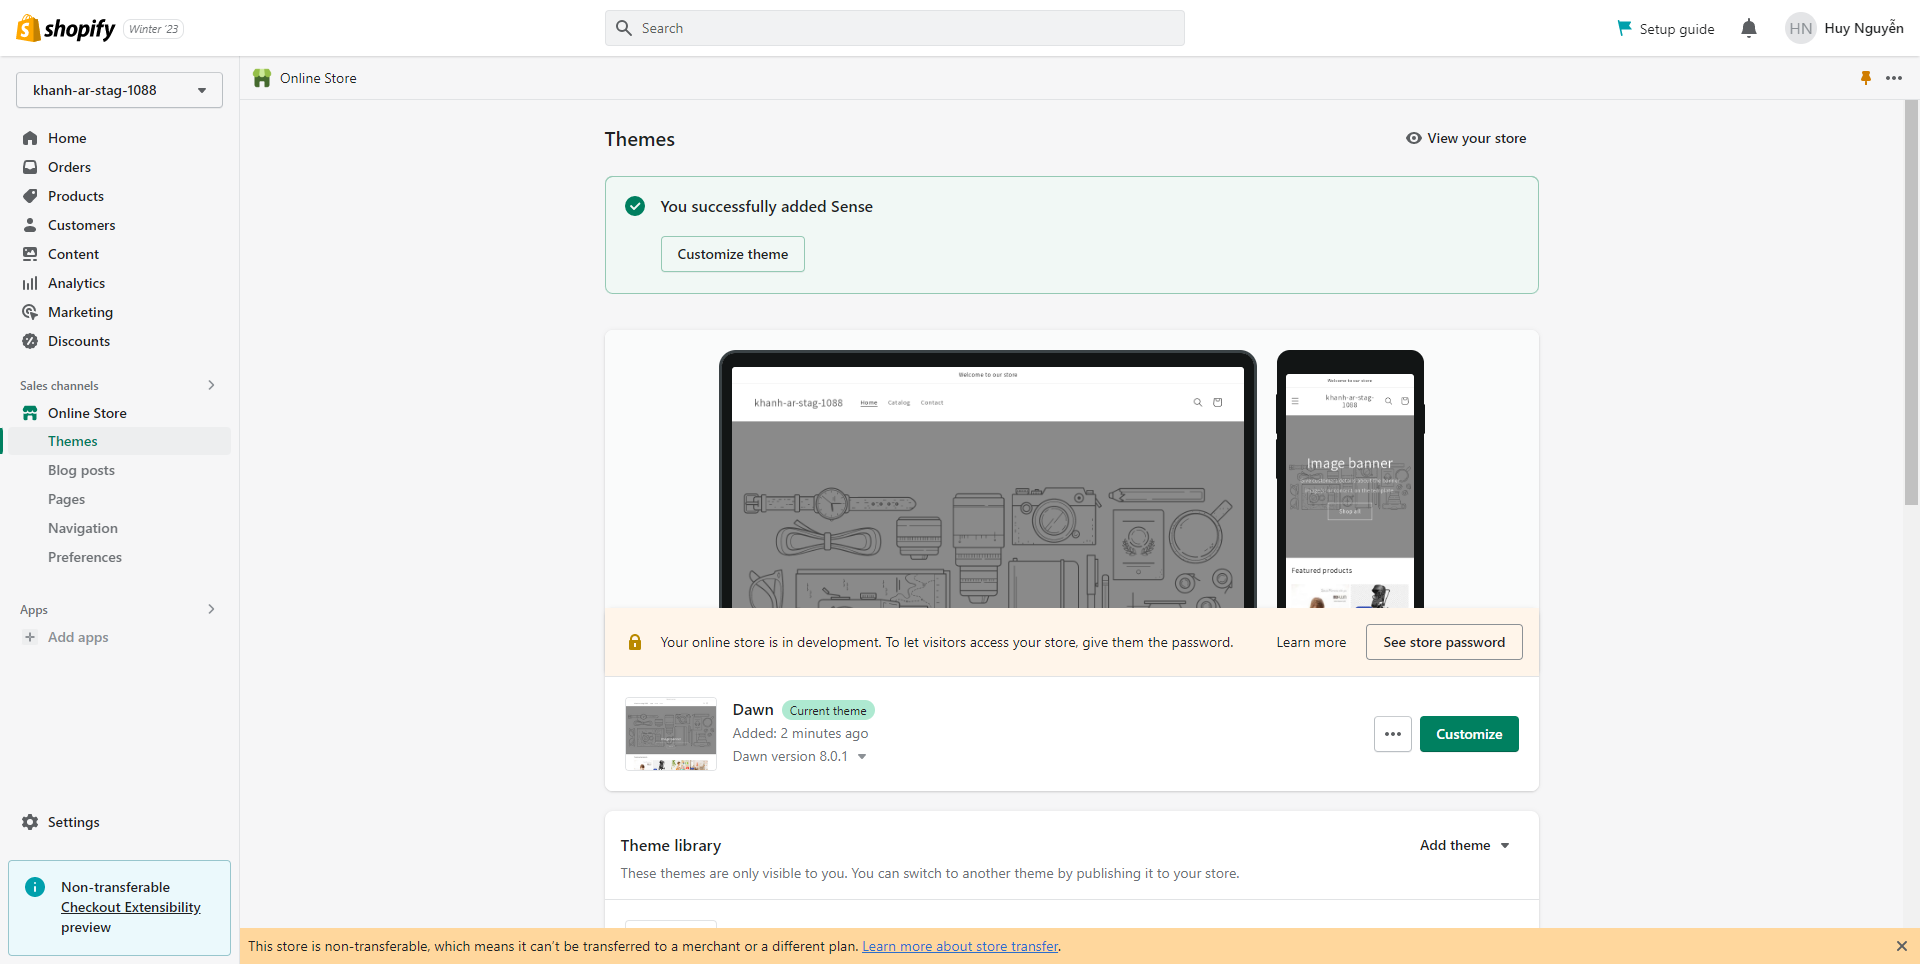 shopify
Winter '23
Search
Setup guide
HN
Huy Nguyễn
khanh-ar-stag-1088
Online Store
Home
Orders
Products
Customers
Content
Analytics
Marketing
Discounts
Sales channels
Online Store
Themes
Blog posts
Pages
Navigation
Preferences
Apps
Add apps
Settings
Non-transferable
Checkout Extensibility
preview
Themes
View your store
You successfully added Sense
Customize theme
Welcome to our store
khanh-ar-stag-1088
Home
Catalog
Contact
Welcome to our store
khanh-ar-stag-
1088
Image banner
Shop all
Featured products
Your online store is in development. To let visitors access your store, give them the password.
Learn more
See store password
Dawn
Current theme
Added: 2 minutes ago
Dawn version 8.0.1
Customize
Theme library
Add theme
These themes are only visible to you. You can switch to another theme by publishing it to your store.
This store is non-transferable, which means it can’t be transferred to a merchant or a different plan. Learn more about store transfer.